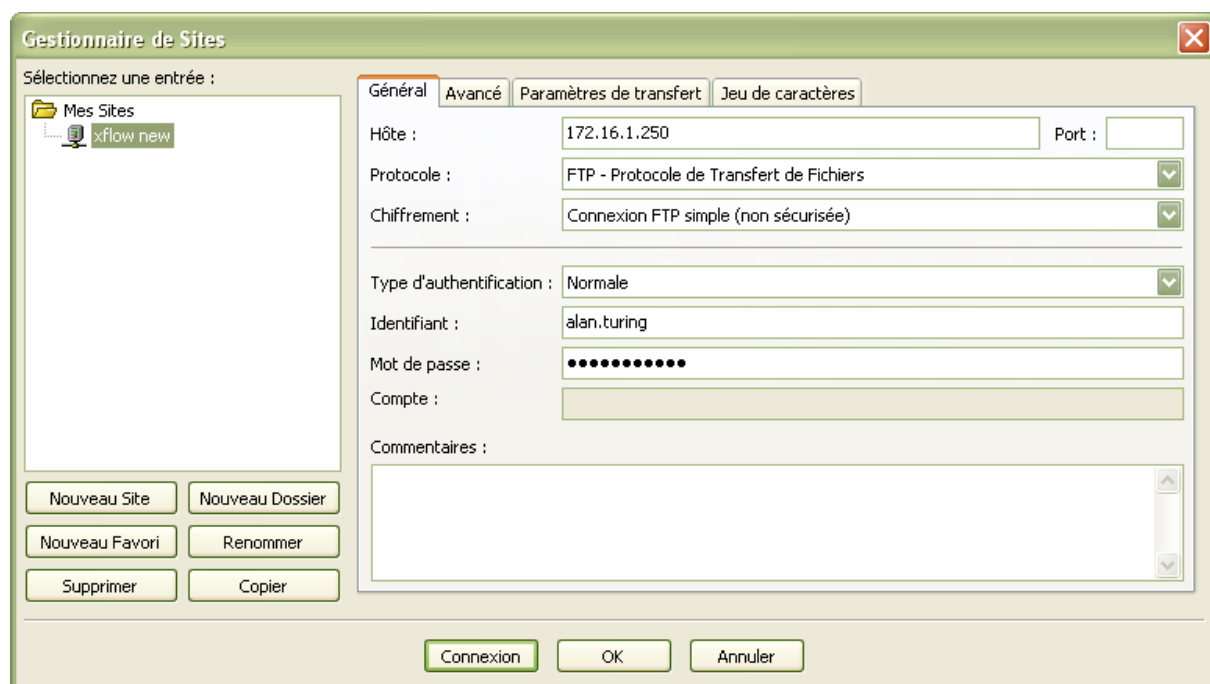 Gestionnaire de Sites
Sélectionnez une entrée :
Mes Sites
xflow new
Nouveau Site
Nouveau Dossier
Nouveau Favori
Renommer
Supprimer
Copier
Général
Avancé
Paramètres de transfert
Jeu de caractères
Hôte : 172.16.1.250 Port :
Protocole : FTP - Protocole de Transfert de Fichiers
Chiffrement : Connexion FTP simple (non sécurisée)
Type d'authentification : Normale
Identifiant : alan.turing
Mot de passe : •••••••••••
Compte :
Commentaires :
Connexion
OK
Annuler